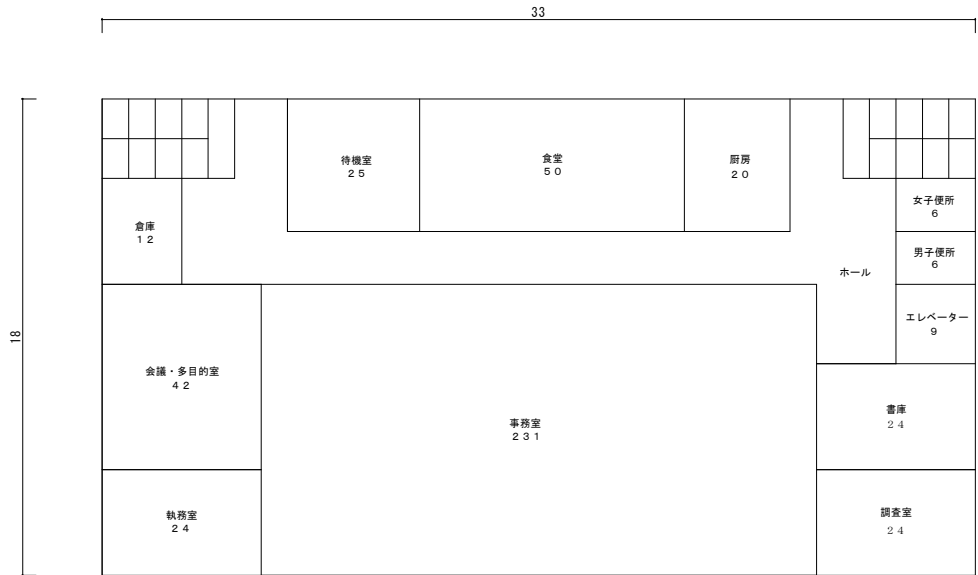 33
18
待機室
２５
食堂
５０
厨房
２０
女子便所
６
倉庫
１２
男子便所
６
ホール
エレベーター
９
会議・多目的室
４２
事務室
２３１
書庫
２４
執務室
２４
調査室
２４